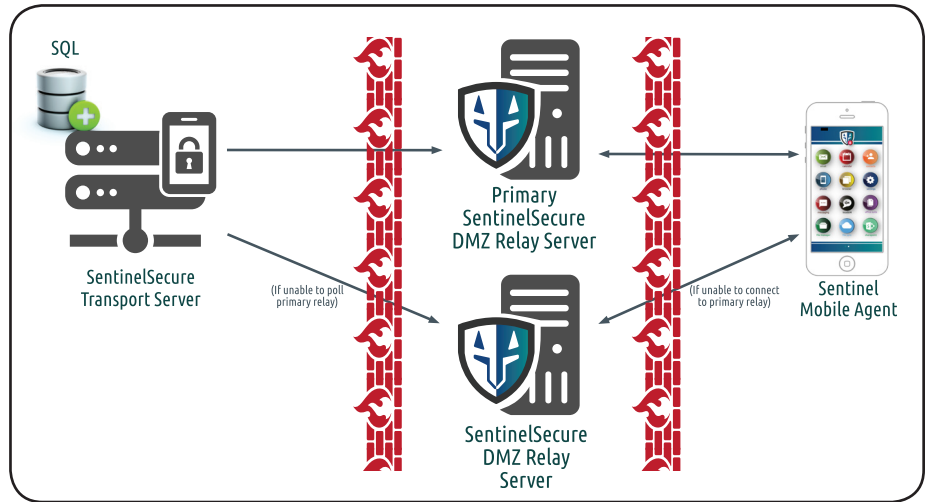 SQL
SentinelSecure
Transport Server
(If unable to poll
primary relay)
Primary
SentinelSecure
DMZ Relay Server
SentinelSecure
DMZ Relay
Server
(If unable to connect
to primary relay)
Sentinel
Mobile Agent